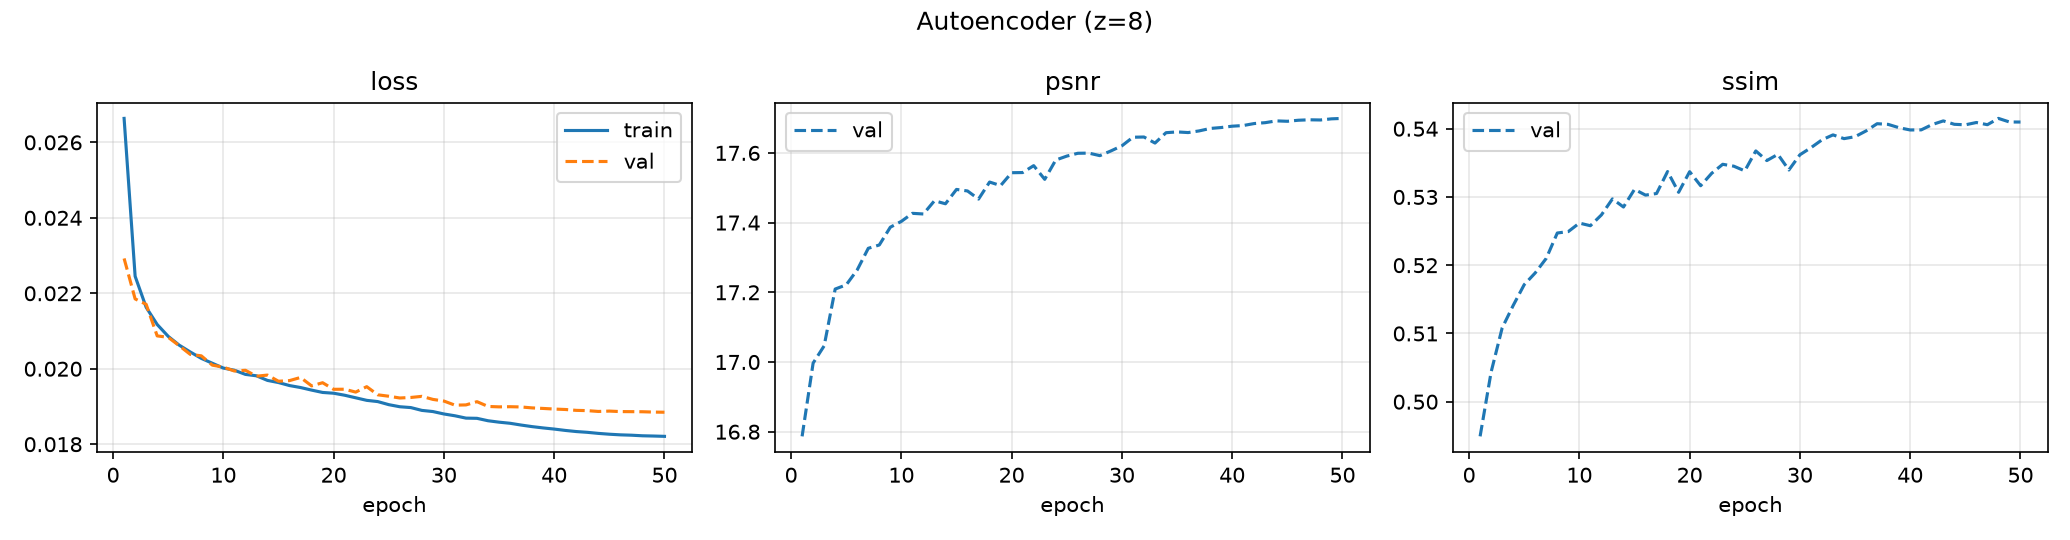 Autoencoder (z=8)
loss
0.026
0.024
0.022
0.020
0.018
0 10 20 30 40 50
epoch
train
val
psnr
17.6
17.4
17.2
17.0
16.8
0 10 20 30 40 50
epoch
val
ssim
0.54
0.53
0.52
0.51
0.50
0 10 20 30 40 50
epoch
val